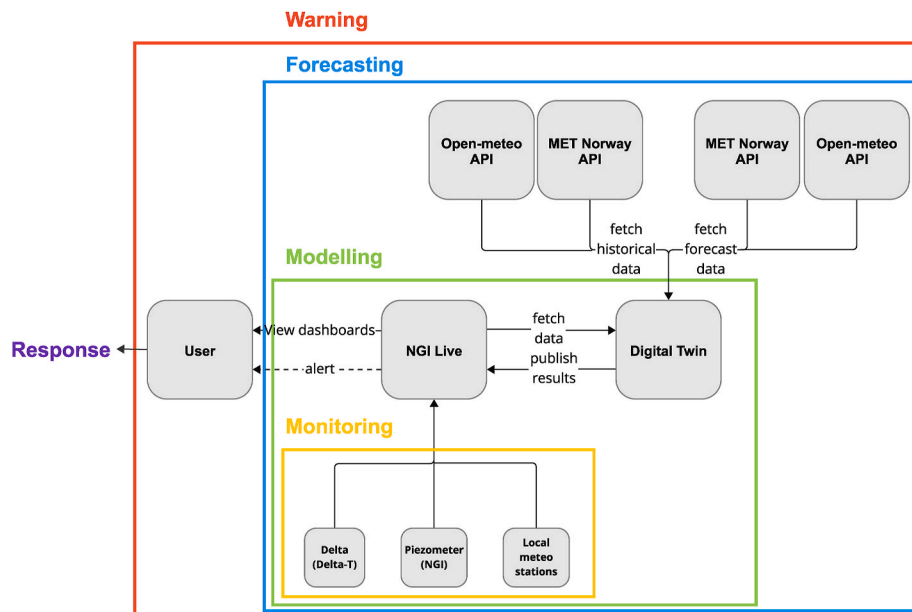 Warning
Forecasting
Open-meteo
API
MET Norway
API
MET Norway
API
Open-meteo
API
fetch
historical
data
fetch
forecast
data
Modelling
Response
User
View dashboards
alert
NGI Live
fetch
data
publish
results
Digital Twin
Monitoring
Delta
(Delta-T)
Piezometer
(NGI)
Local
meteo
stations